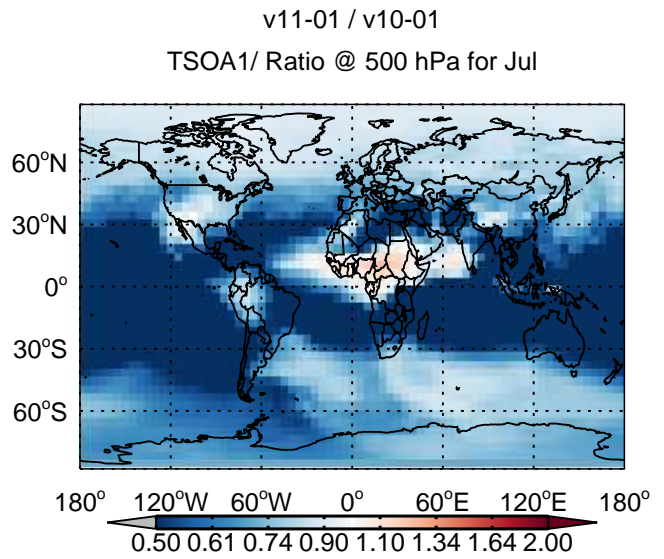 v11-01 / v10-01
TSOA1/ Ratio @ 500 hPa for Jul
60°N
30°N
0°
30°S
60°S
180° 120°W 60°W 0° 60°E 120°E 180°
0.50 0.61 0.74 0.90 1.10 1.34 1.64 2.00